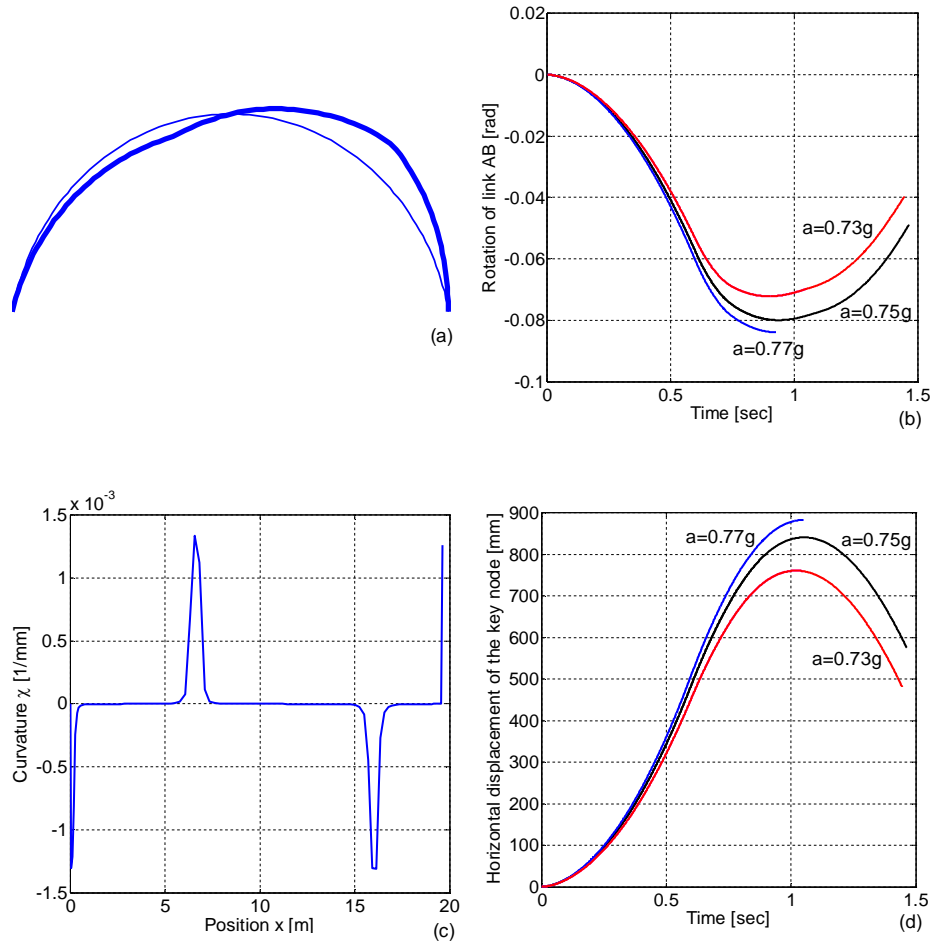 (a)
0.02
0
-0.02
-0.04
-0.06
-0.08
-0.1
Rotation of link AB [rad]
a=0.73g
a=0.75g
a=0.77g
0 0.5 1 1.5
Time [sec]
(b)
x 10-3
1.5
1
0.5
0
-0.5
-1
-1.5
Curvature χ [1/mm]
0 5 10 15 20
Position x [m]
(c)
900
800
700
600
500
400
300
200
100
0
Horizontal displacement of the key node [mm]
a=0.77g
a=0.75g
a=0.73g
0 0.5 1 1.5
Time [sec]
(d)